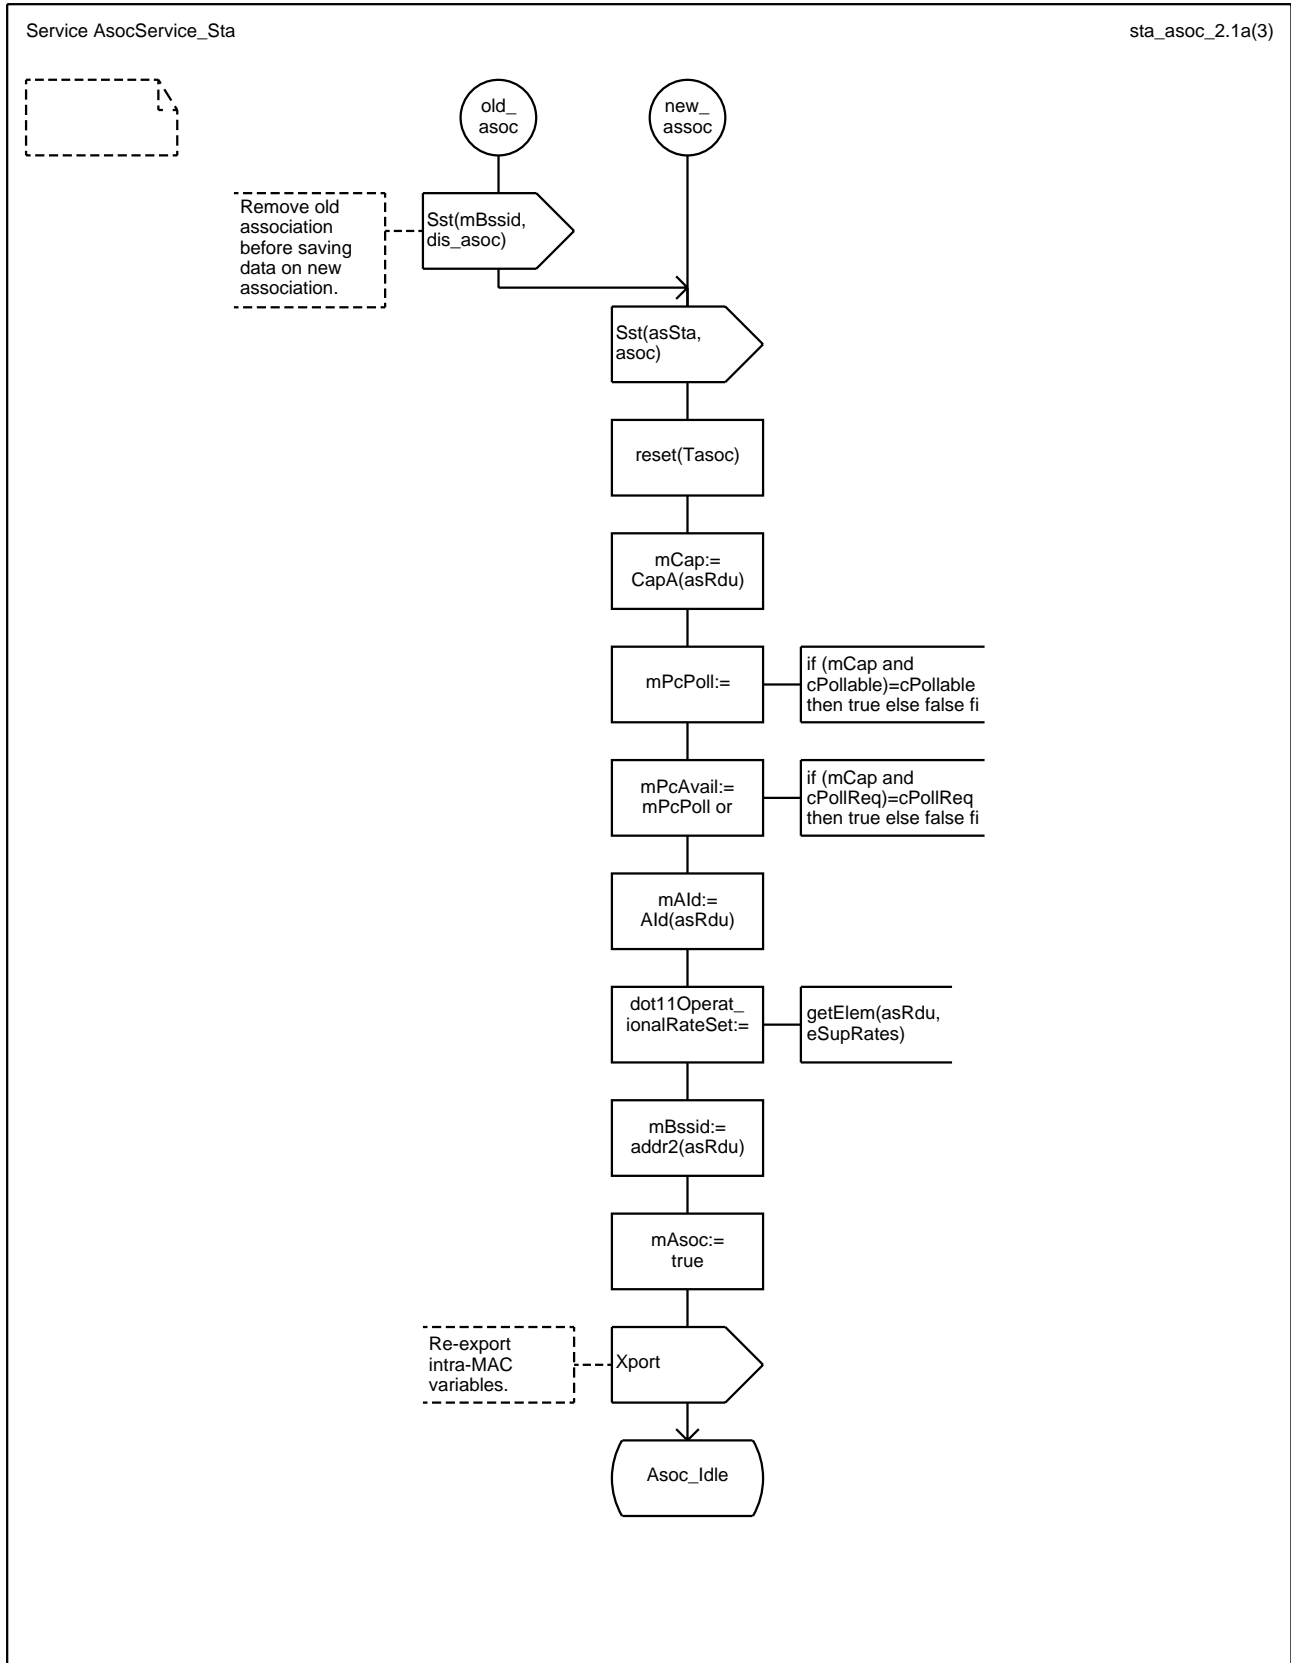 Service AsocService_Sta
sta_asoc_2.1a(3)
old_
asoc
new_
assoc
Remove old
association
before saving
data on new
association.
Sst(mBssid,
dis_asoc)
Sst(asSta,
asoc)
reset(Tasoc)
mCap:=
CapA(asRdu)
mPcPoll:=
if (mCap and
cPollable)=cPollable
then true else false fi
mPcAvail:=
mPcPoll or
if (mCap and
cPollReq)=cPollReq
then true else false fi
mAId:=
AId(asRdu)
dot11Operat_
ionalRateSet:=
getElem(asRdu,
eSupRates)
mBssid:=
addr2(asRdu)
mAsoc:=
true
Re-export
intra-MAC
variables.
Xport
Asoc_Idle